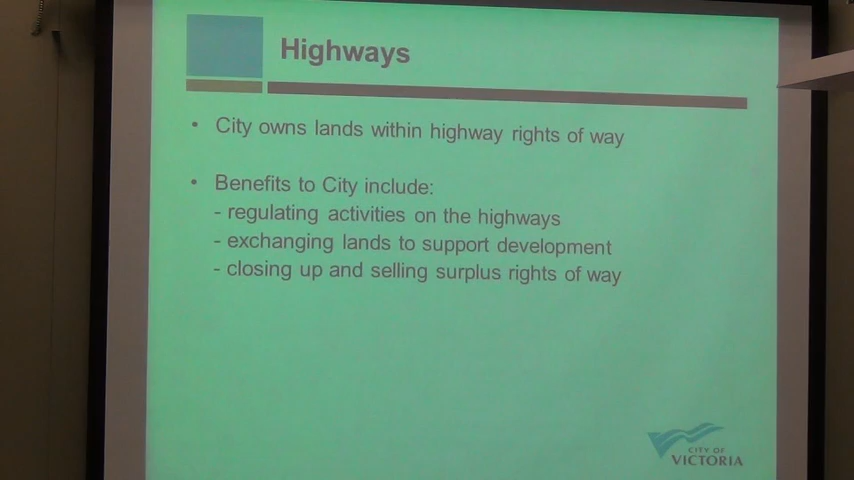 Highways
• City owns lands within highway rights of way
• Benefits to City include:
- regulating activities on the highways
- exchanging lands to support development
- closing up and selling surplus rights of way
CITY OF
VICTORIA